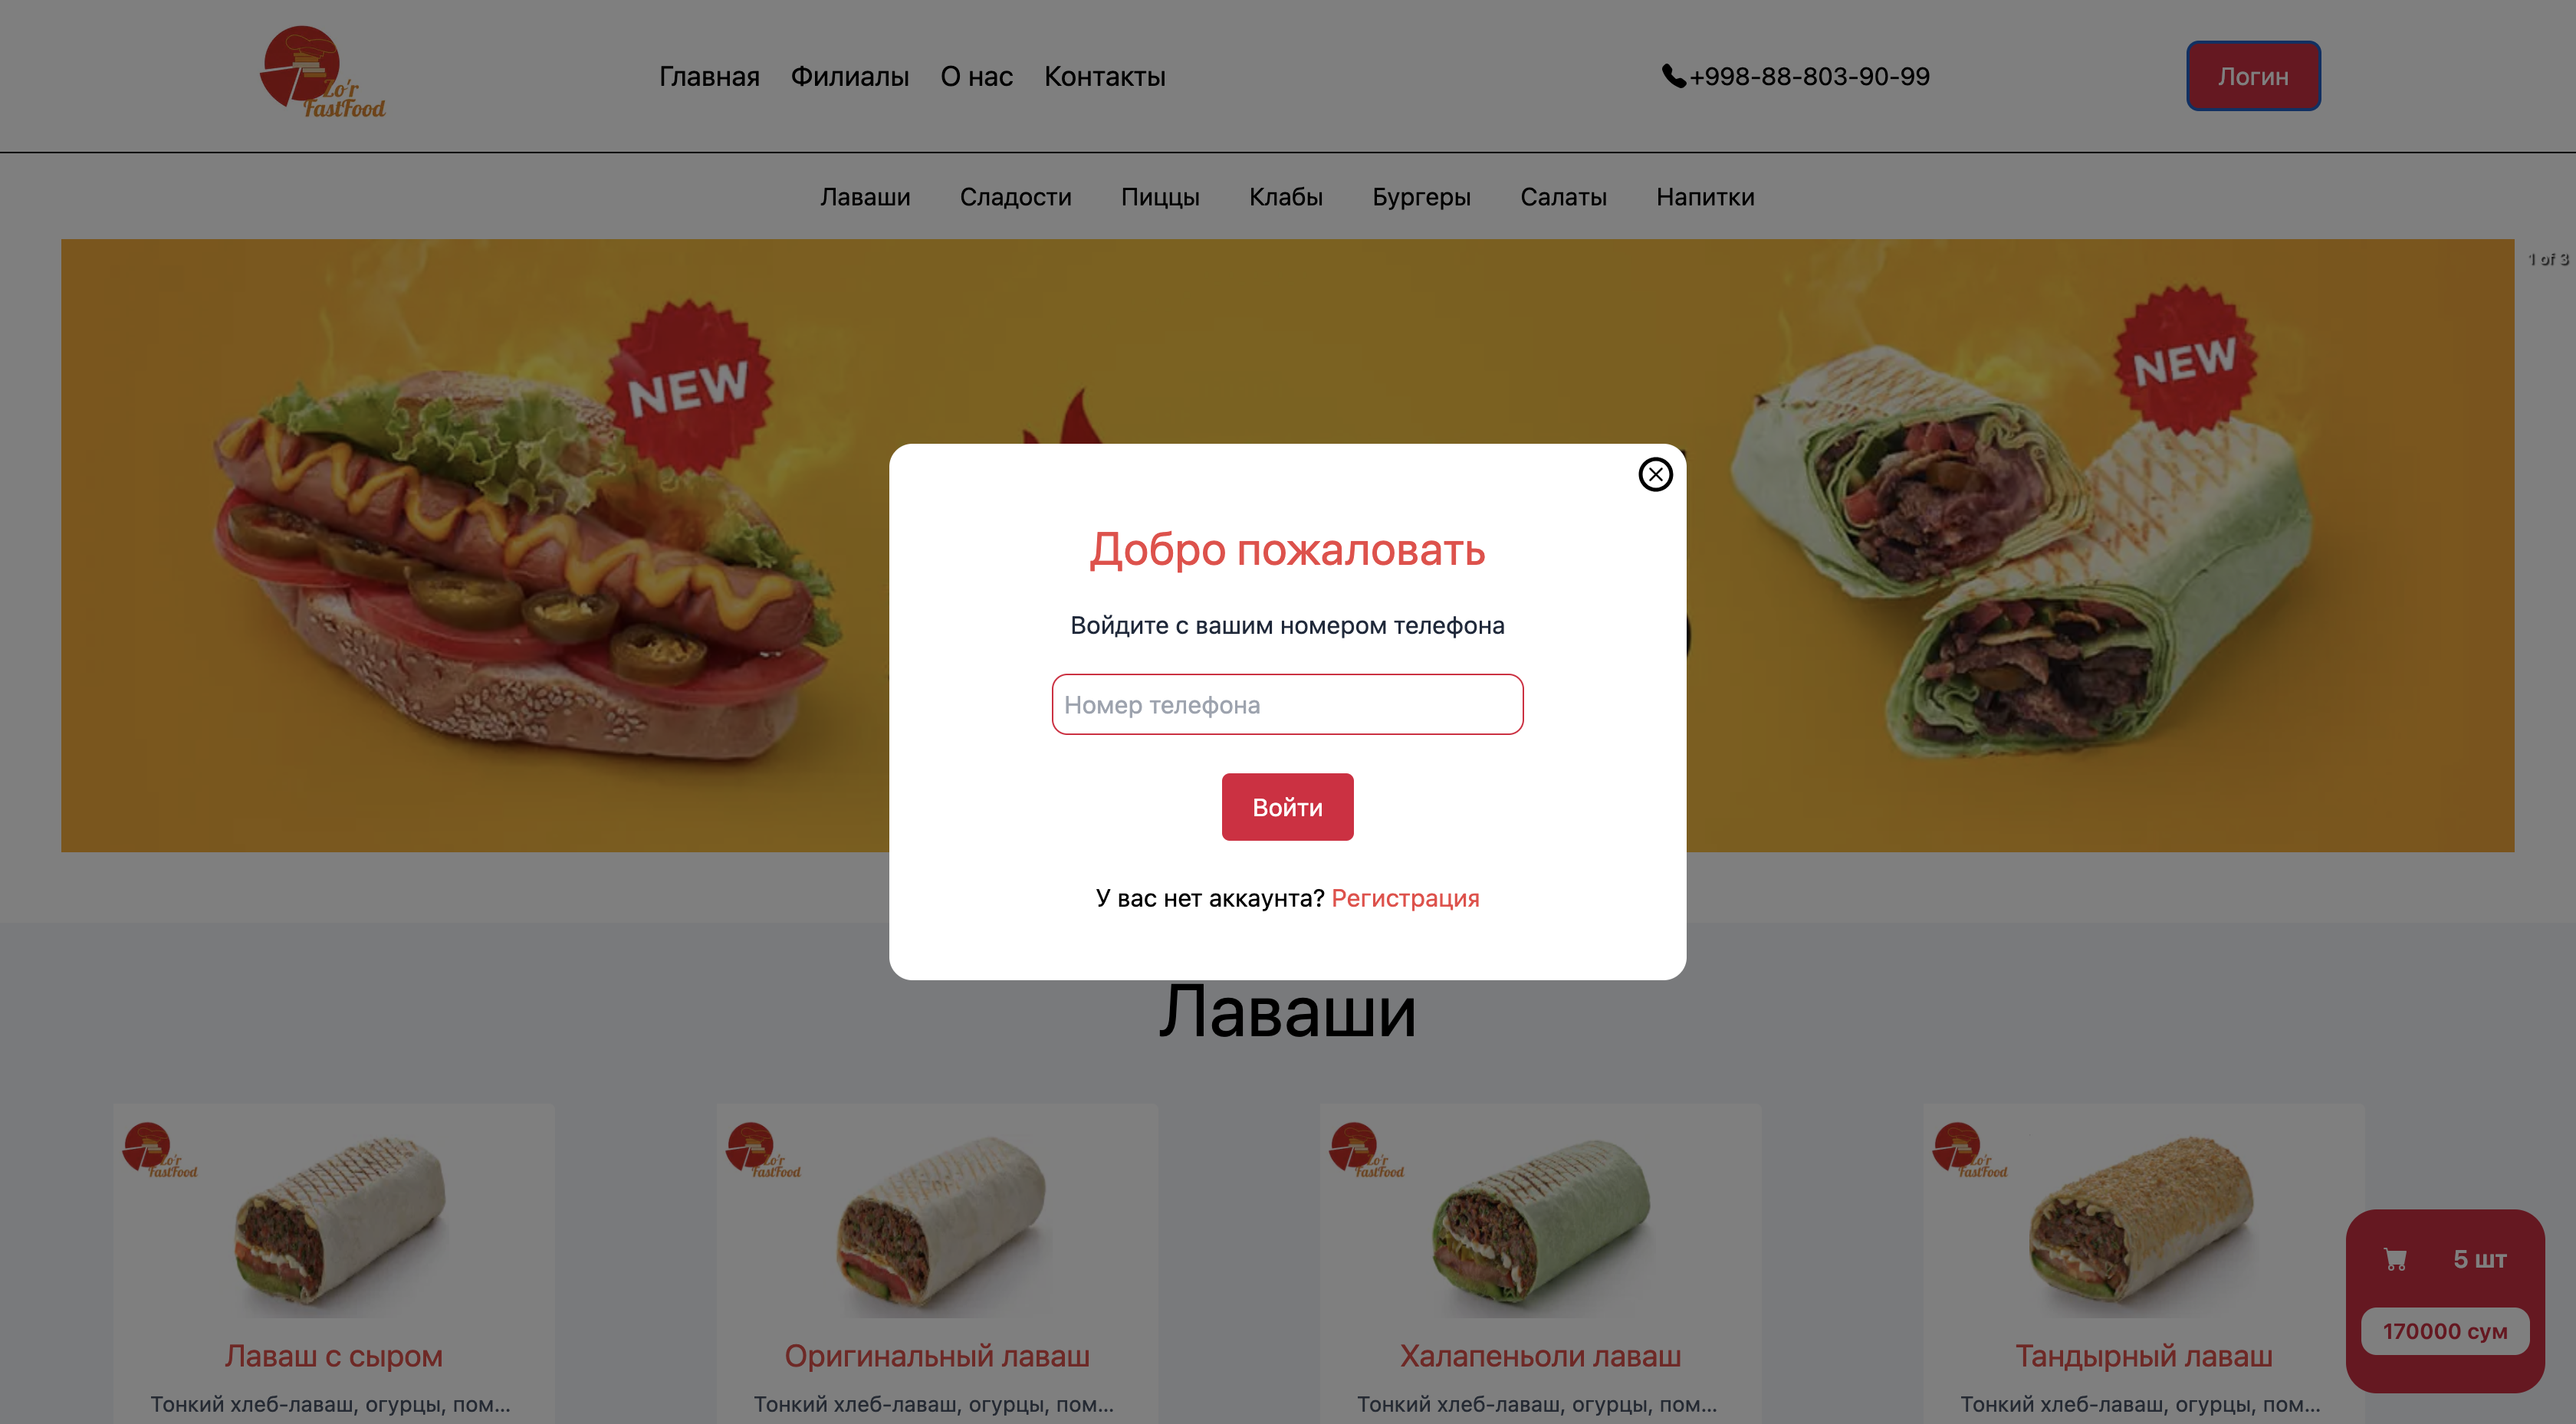 Zo'r
FastFood
Главная Филиалы О нас Контакты
+998-88-803-90-99
Логин
Лаваши Сладости Пиццы Клабы Бургеры Салаты Напитки
1 of 3
NEW
NEW
Добро пожаловать
Войдите с вашим номером телефона
Номер телефона
Войти
У вас нет аккаунта? Регистрация
Лаваши
Zo'r
FastFood
Лаваш с сыром
Тонкий хлеб-лаваш, огурцы, пом...
Zo'r
FastFood
Оригинальный лаваш
Тонкий хлеб-лаваш, огурцы, пом...
Zo'r
FastFood
Халапеньоли лаваш
Тонкий хлеб-лаваш, огурцы, пом...
Zo'r
FastFood
Тандырный лаваш
Тонкий хлеб-лаваш, огурцы, пом...
5 шт
170000 сум